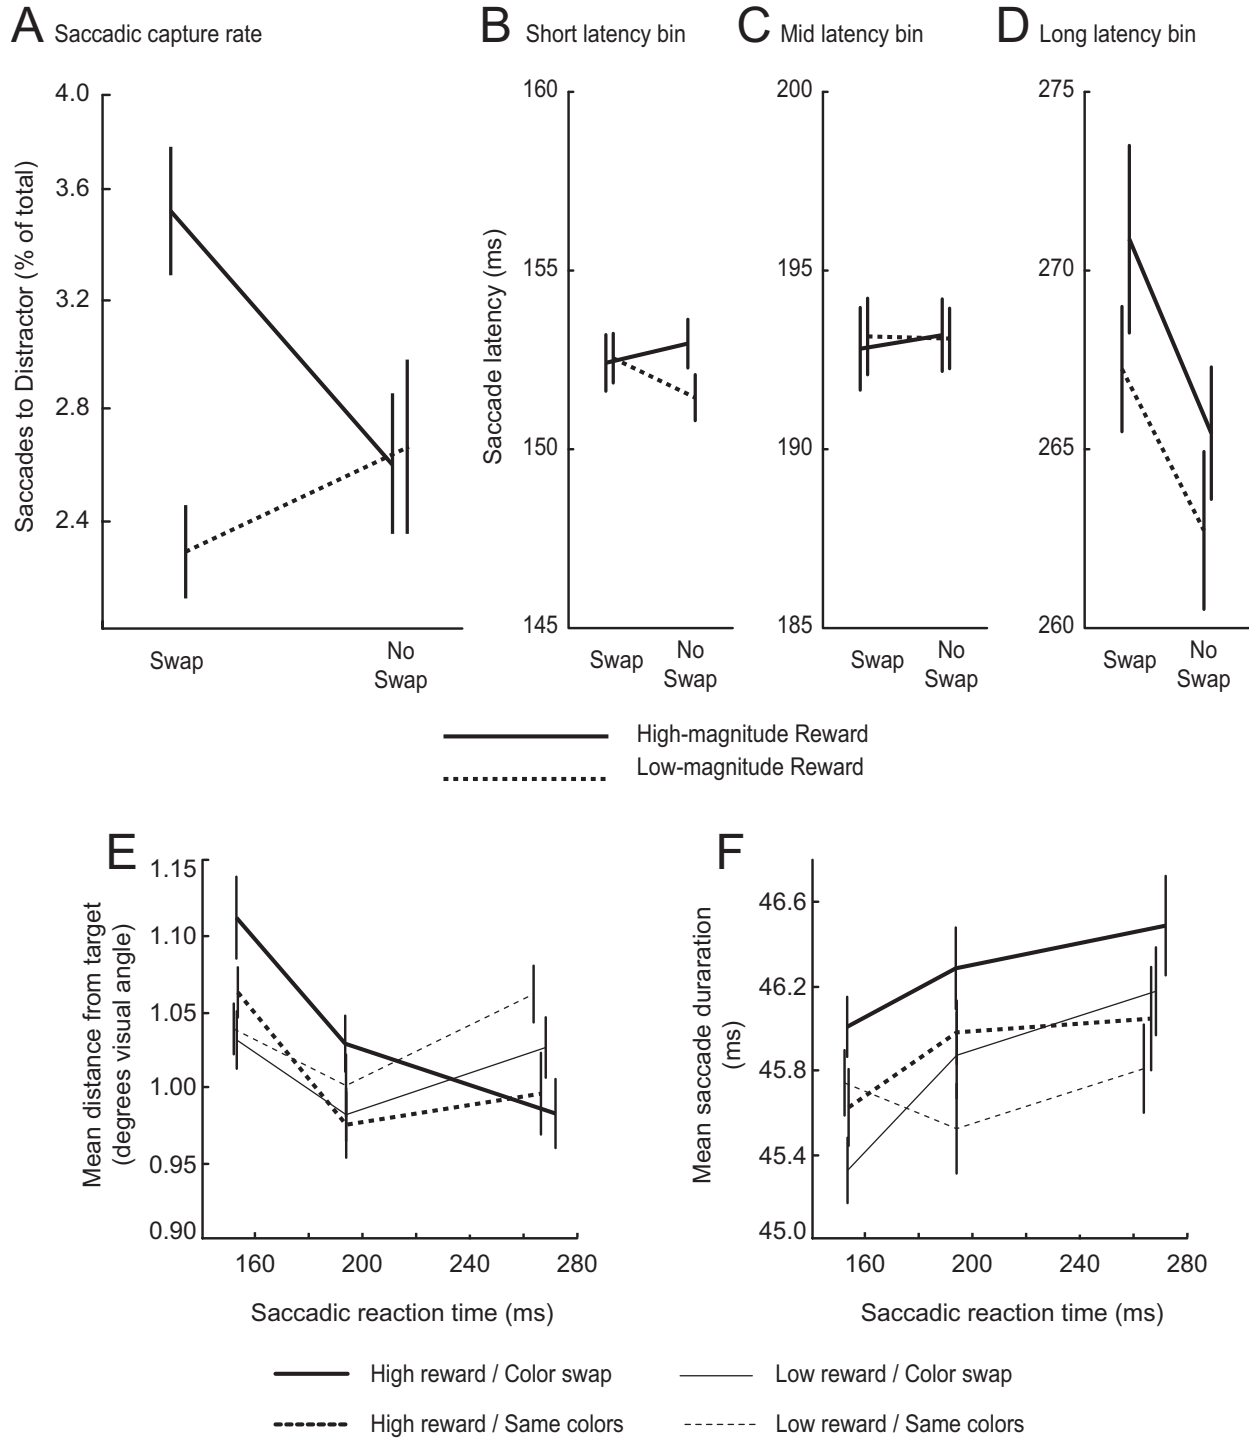 A Saccadic capture rate
B Short latency bin
C Mid latency bin
D Long latency bin
Saccades to Distractor (% of total)
4.0
3.6
3.2
2.8
2.4
Swap
No
Swap
Saccade latency (ms)
160
155
150
145
Swap
No
Swap
200
195
190
185
Swap
No
Swap
275
270
265
260
Swap
No
Swap
High-magnitude Reward
Low-magnitude Reward
E
Mean distance from target
(degrees visual angle)
1.15
1.10
1.05
1.00
0.95
0.90
160 200 240 280
Saccadic reaction time (ms)
F
Mean saccade duraration
(ms)
46.6
46.2
45.8
45.4
45.0
160 200 240 280
Saccadic reaction time (ms)
High reward / Color swap
Low reward / Color swap
High reward / Same colors
Low reward / Same colors